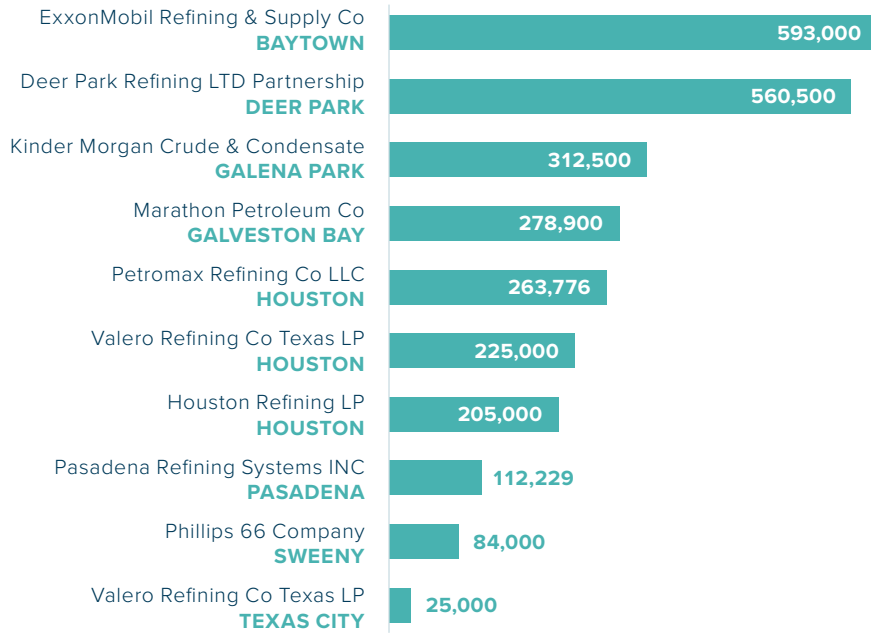 ExxonMobil Refining & Supply Co
BAYTOWN
593,000
Deer Park Refining LTD Partnership
DEER PARK
560,500
Kinder Morgan Crude & Condensate
GALENA PARK
312,500
Marathon Petroleum Co
GALVESTON BAY
278,900
Petromax Refining Co LLC
HOUSTON
263,776
Valero Refining Co Texas LP
HOUSTON
225,000
Houston Refining LP
HOUSTON
205,000
Pasadena Refining Systems INC
PASADENA
112,229
Phillips 66 Company
SWEENY
84,000
Valero Refining Co Texas LP
TEXAS CITY
25,000